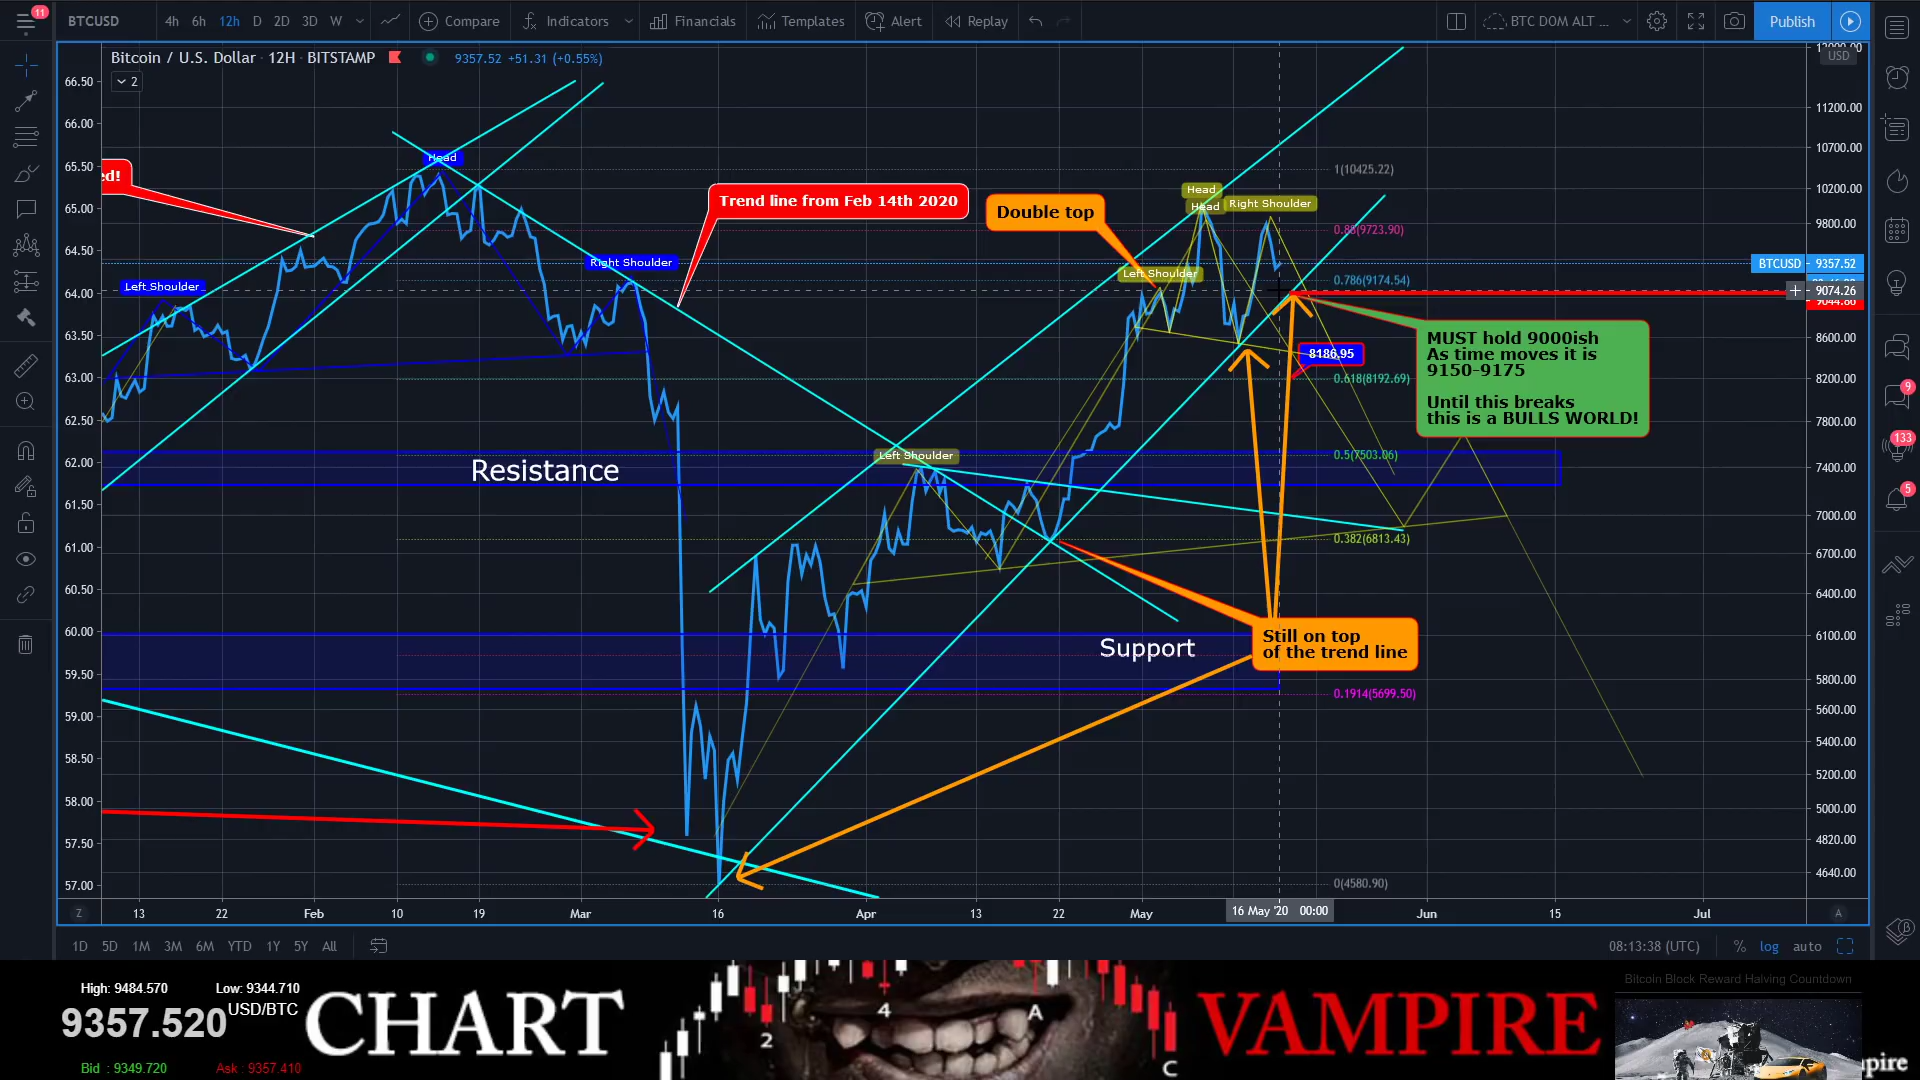 11
BTCUSD
4h 6h 12h D 2D 3D W
Compare
Indicators
Financials
Templates
Alert
Replay
BTC DOM ALT ...
Publish
Bitcoin / U.S. Dollar · 12H · BITSTAMP
9357.52 +51.31 (+0.55%)
2
66.50
66.00
65.50
65.00
64.50
64.00
63.50
63.00
62.50
62.00
61.50
61.00
60.50
60.00
59.50
59.00
58.50
58.00
57.50
57.00
ed!
Head
Left Shoulder
Right Shoulder
Trend line from Feb 14th 2020
Double top
Head
Head
Right Shoulder
Left Shoulder
Left Shoulder
Resistance
Support
1(10425.22)
0.88(9723.90)
0.786(9174.54)
0.618(8192.69)
0.5(7503.06)
0.382(6813.43)
0.1914(5699.50)
0(4580.90)
8186.95
MUST hold 9000ish
As time moves it is
9150-9175
Until this breaks
this is a BULLS WORLD!
Still on top
of the trend line
USD
11200.00
10700.00
10200.00
9800.00
BTCUSD
9357.52
9074.26
9044.66
8600.00
8200.00
7800.00
7400.00
7000.00
6700.00
6400.00
6100.00
5800.00
5600.00
5400.00
5200.00
5000.00
4820.00
4640.00
9
133
5
Z
13 22 Feb 10 19 Mar 16 Apr 13 22 May
16 May '20 00:00
Jun 15 Jul
A
1D 5D 1M 3M 6M YTD 1Y 5Y All
08:13:38 (UTC)
% log auto
High: 9484.570
Low: 9344.710
9357.520
USD/BTC
Bid : 9349.720
Ask : 9357.410
CHART
2
4
A
C
VAMPIRE
Bitcoin Block Reward Halving Countdown
pire